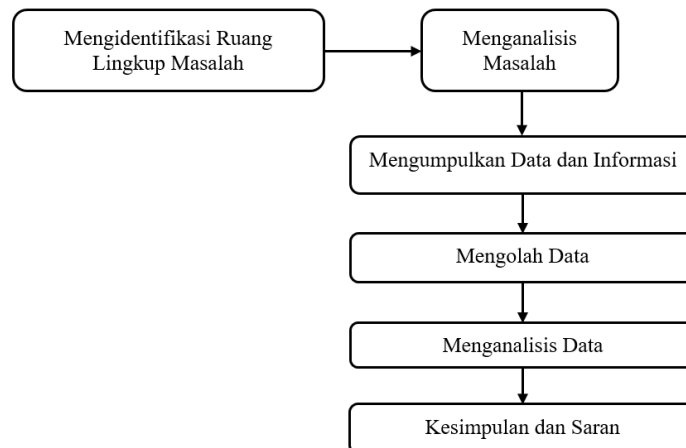 Mengidentifikasi Ruang
Lingkup Masalah
Menganalisis
Masalah
Mengumpulkan Data dan Informasi
Mengolah Data
Menganalisis Data
Kesimpulan dan Saran